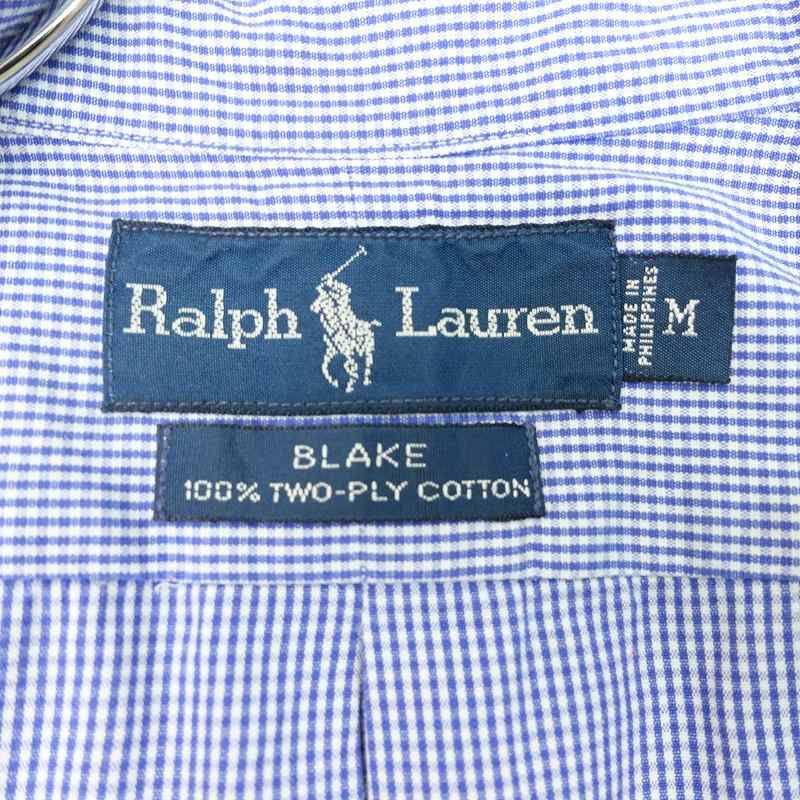 Ralph Lauren
MADE IN
PHILIPPINES
M
BLAKE
100% TWO-PLY COTTON